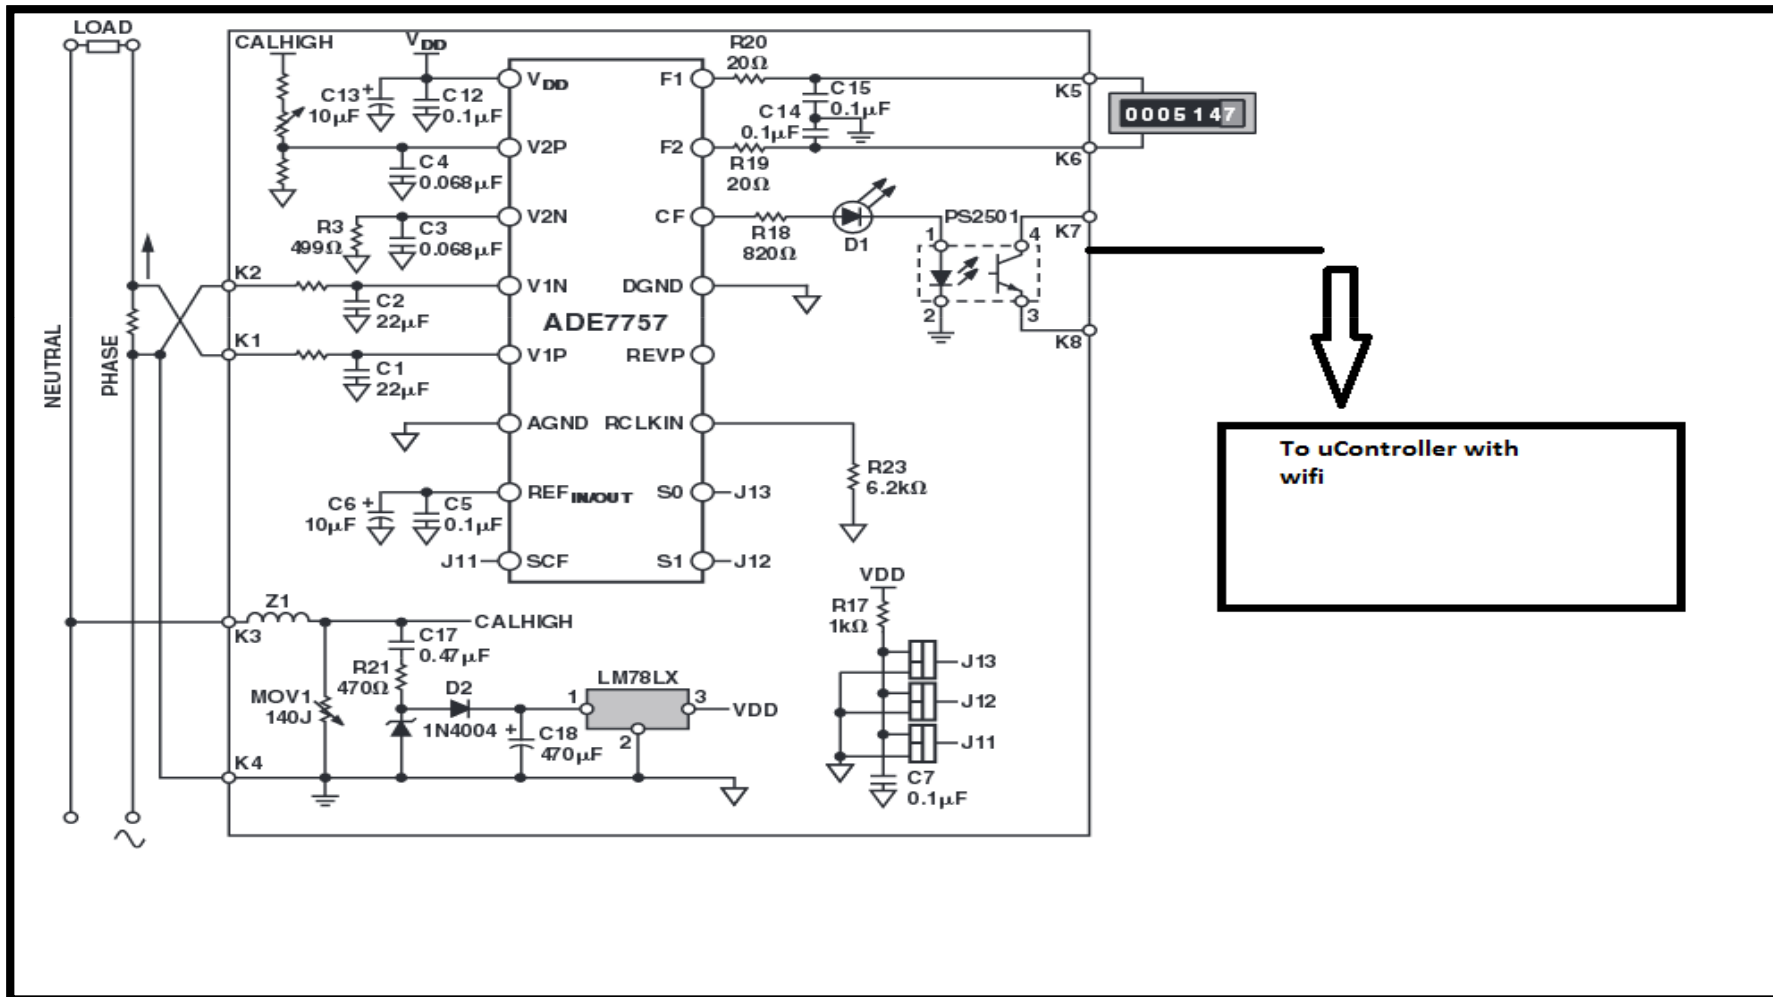 LOAD
CALHIGH
VDD
R20
20Ω
C13 +
10µF
C12
0.1µF
VDD
F1
C15
0.1µF
C14
0.1µF
K5
0005147
C4
0.068µF
V2P
F2
R19
20Ω
K6
R3
499Ω
C3
0.068µF
V2N
CF
R18
820Ω
D1
PS2501
1
4
2
3
K7
K8
K2
C2
22µF
V1N
DGND
ADE7757
NEUTRAL
PHASE
K1
C1
22µF
V1P
REVP
AGND
RCLKIN
R23
6.2kΩ
C6 +
10µF
C5
0.1µF
REFIN/OUT
S0
J13
J11
SCF
S1
J12
To uController with
wifi
Z1
K3
CALHIGH
C17
0.47µF
R21
470Ω
MOV1
140J
D2
1N4004
+
C18
470µF
LM78LX
1
3
2
VDD
K4
VDD
R17
1kΩ
J13
J12
J11
C7
0.1µF